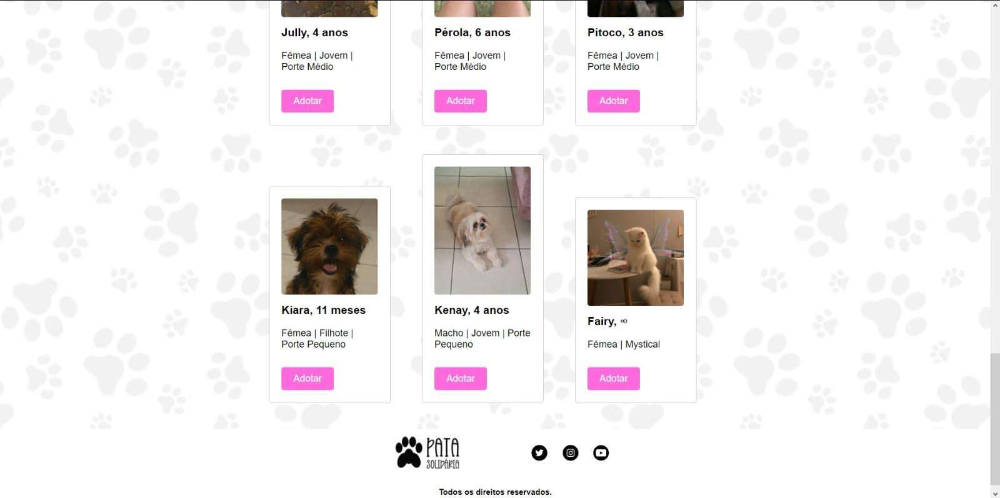 Jully, 4 anos
Fêmea | Jovem |
Porte Médio
Adotar
Pérola, 6 anos
Fêmea | Jovem |
Porte Médio
Adotar
Pitoco, 3 anos
Fêmea | Jovem |
Porte Médio
Adotar
Kiara, 11 meses
Fêmea | Filhote |
Porte Pequeno
Adotar
Kenay, 4 anos
Macho | Jovem | Porte
Pequeno
Adotar
Fairy, ∞
Fêmea | Mystical
Adotar
PATA
SOLIDÁRIA
Todos os direitos reservados.